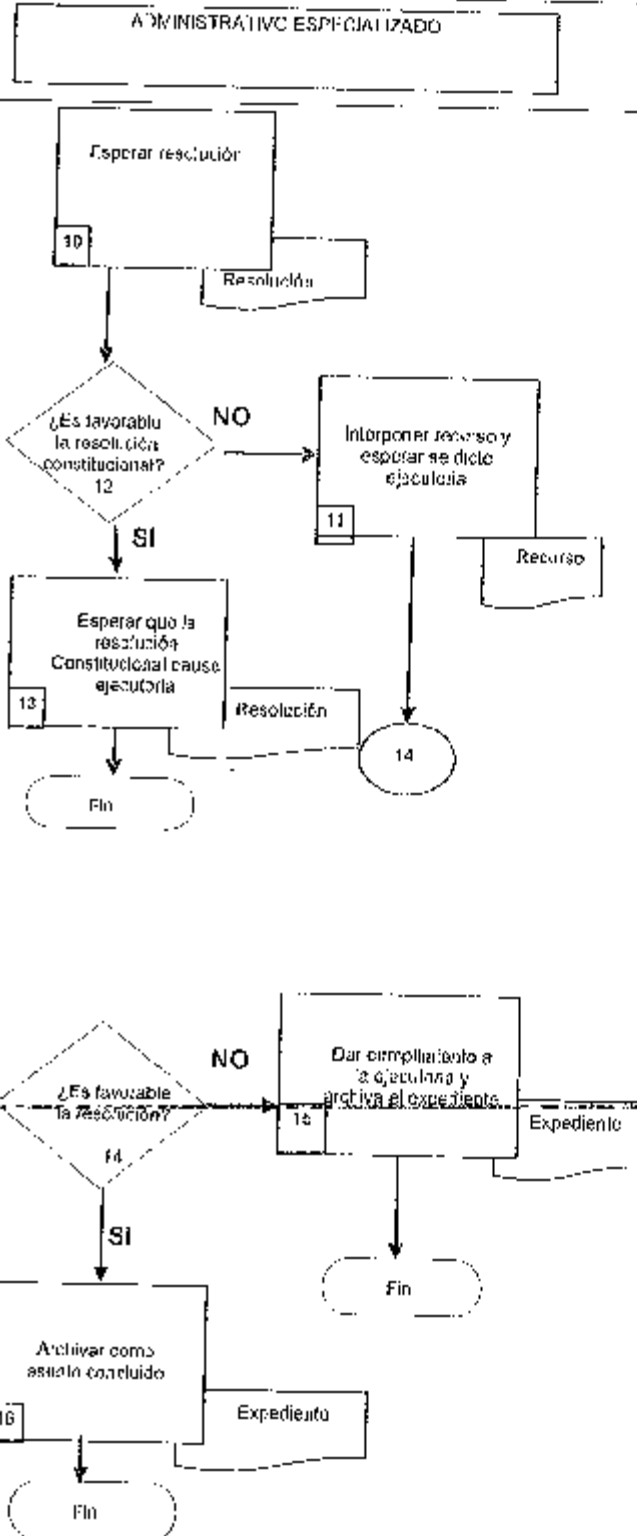 ADMINISTRATIVO ESPECIALIZADO
Esperar resolución
10
Resolución
¿Es favorable
la resolución
constitucional?
12
NO
Interponer recurso y
esperar se dicte
ejecutoria
11
Recurso
SI
Esperar que la
resolución
Constitucional cause
ejecutoria
13
Resolución
14
Fin
¿Es favorable
la resolución?
14
NO
Dar cumplimiento a
la ejecutoria y
archiva el expediente
15
Expediente
SI
Fin
Archivar como
asunto concluido
16
Expediente
Fin